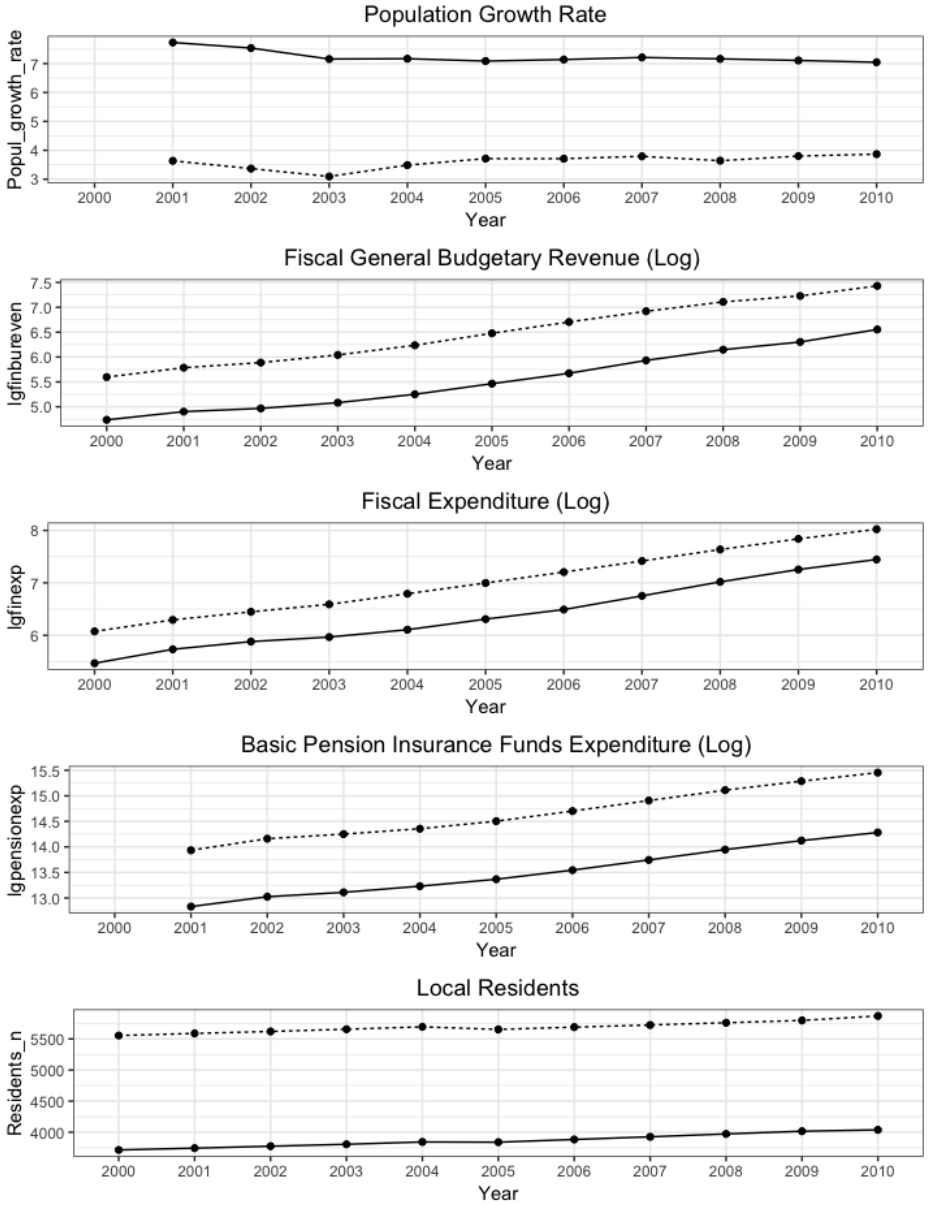 Population Growth Rate
Popul_growth_rate
7
6
5
4
3
2000 2001 2002 2003 2004 2005 2006 2007 2008 2009 2010
Year
Fiscal General Budgetary Revenue (Log)
lgfinbureven
7.5
7.0
6.5
6.0
5.5
5.0
2000 2001 2002 2003 2004 2005 2006 2007 2008 2009 2010
Year
Fiscal Expenditure (Log)
lgfinexp
8
7
6
2000 2001 2002 2003 2004 2005 2006 2007 2008 2009 2010
Year
Basic Pension Insurance Funds Expenditure (Log)
lgpensionexp
15.5
15.0
14.5
14.0
13.5
13.0
2000 2001 2002 2003 2004 2005 2006 2007 2008 2009 2010
Year
Local Residents
Residents_n
5500
5000
4500
4000
2000 2001 2002 2003 2004 2005 2006 2007 2008 2009 2010
Year